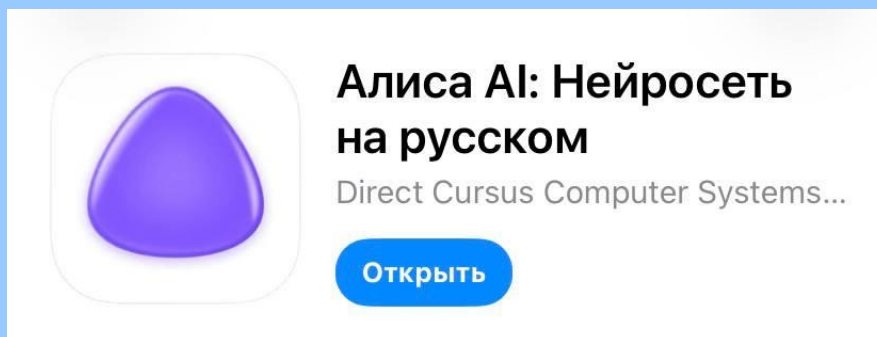 Алиса AI: Нейросеть
на русском
Direct Cursus Computer Systems...
Открыть